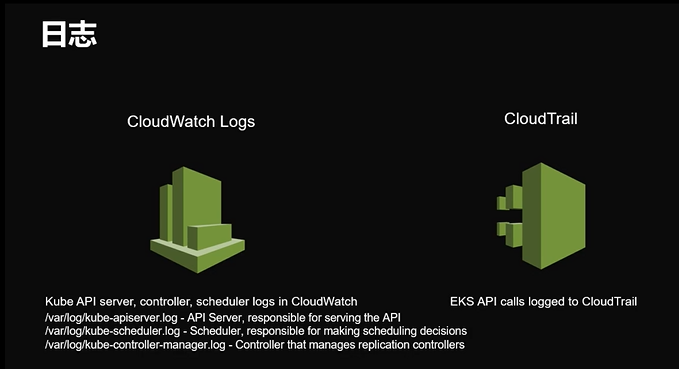 日志
CloudWatch Logs
Kube API server, controller, scheduler logs in CloudWatch
/var/log/kube-apiserver.log - API Server, responsible for serving the API
/var/log/kube-scheduler.log - Scheduler, responsible for making scheduling decisions
/var/log/kube-controller-manager.log - Controller that manages replication controllers
CloudTrail
EKS API calls logged to CloudTrail